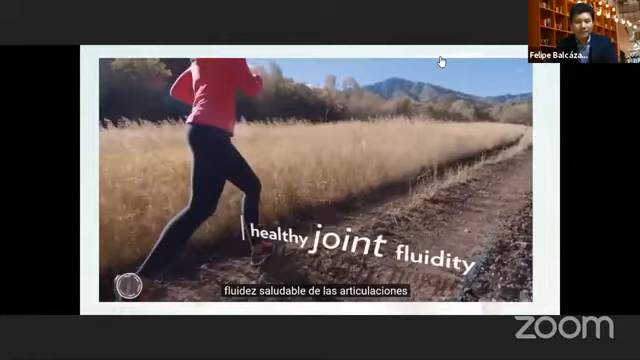 Felipe Balcáza...
healthy joint fluidity
fluidez saludable de las articulaciones
zoom